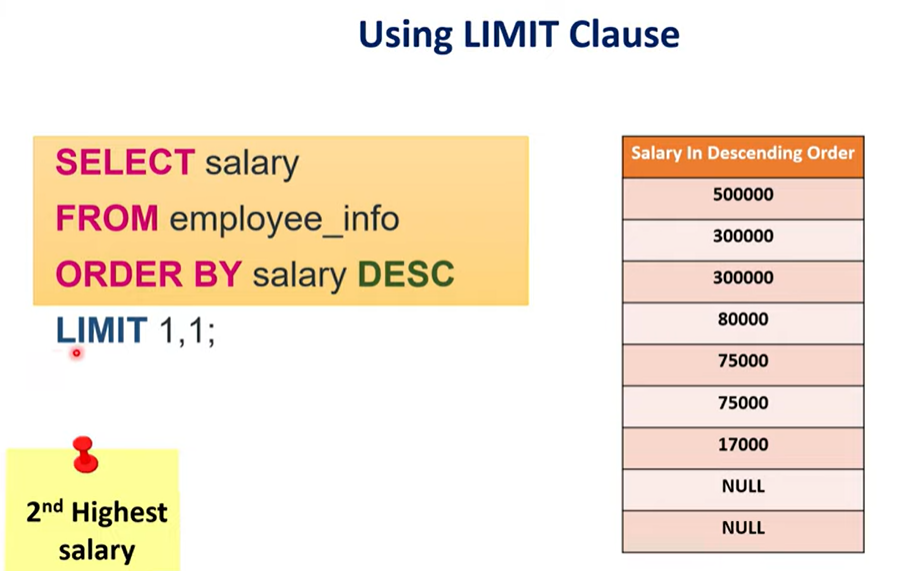 Using LIMIT Clause
SELECT salary
FROM employee_info
ORDER BY salary DESC
LIMIT 1,1;
2nd Highest
salary
Salary In Descending Order
500000
300000
300000
80000
75000
75000
17000
NULL
NULL